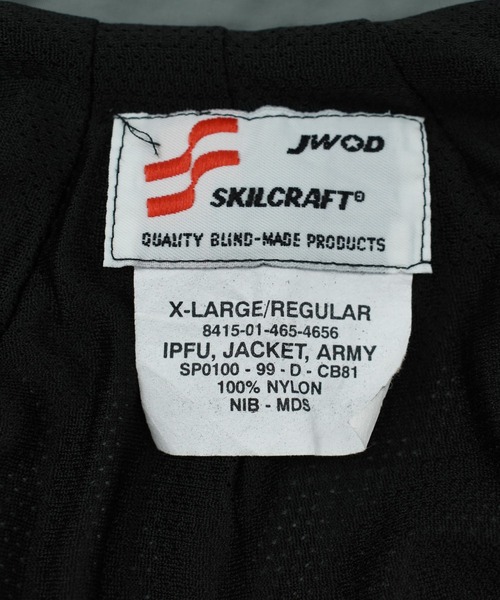 JWOD
SKILCRAFT®
QUALITY BLIND-MADE PRODUCTS
X-LARGE/REGULAR
8415-01-465-4656
IPFU, JACKET, ARMY
SP0100 - 99 - D - CB81
100% NYLON
NIB - MDS